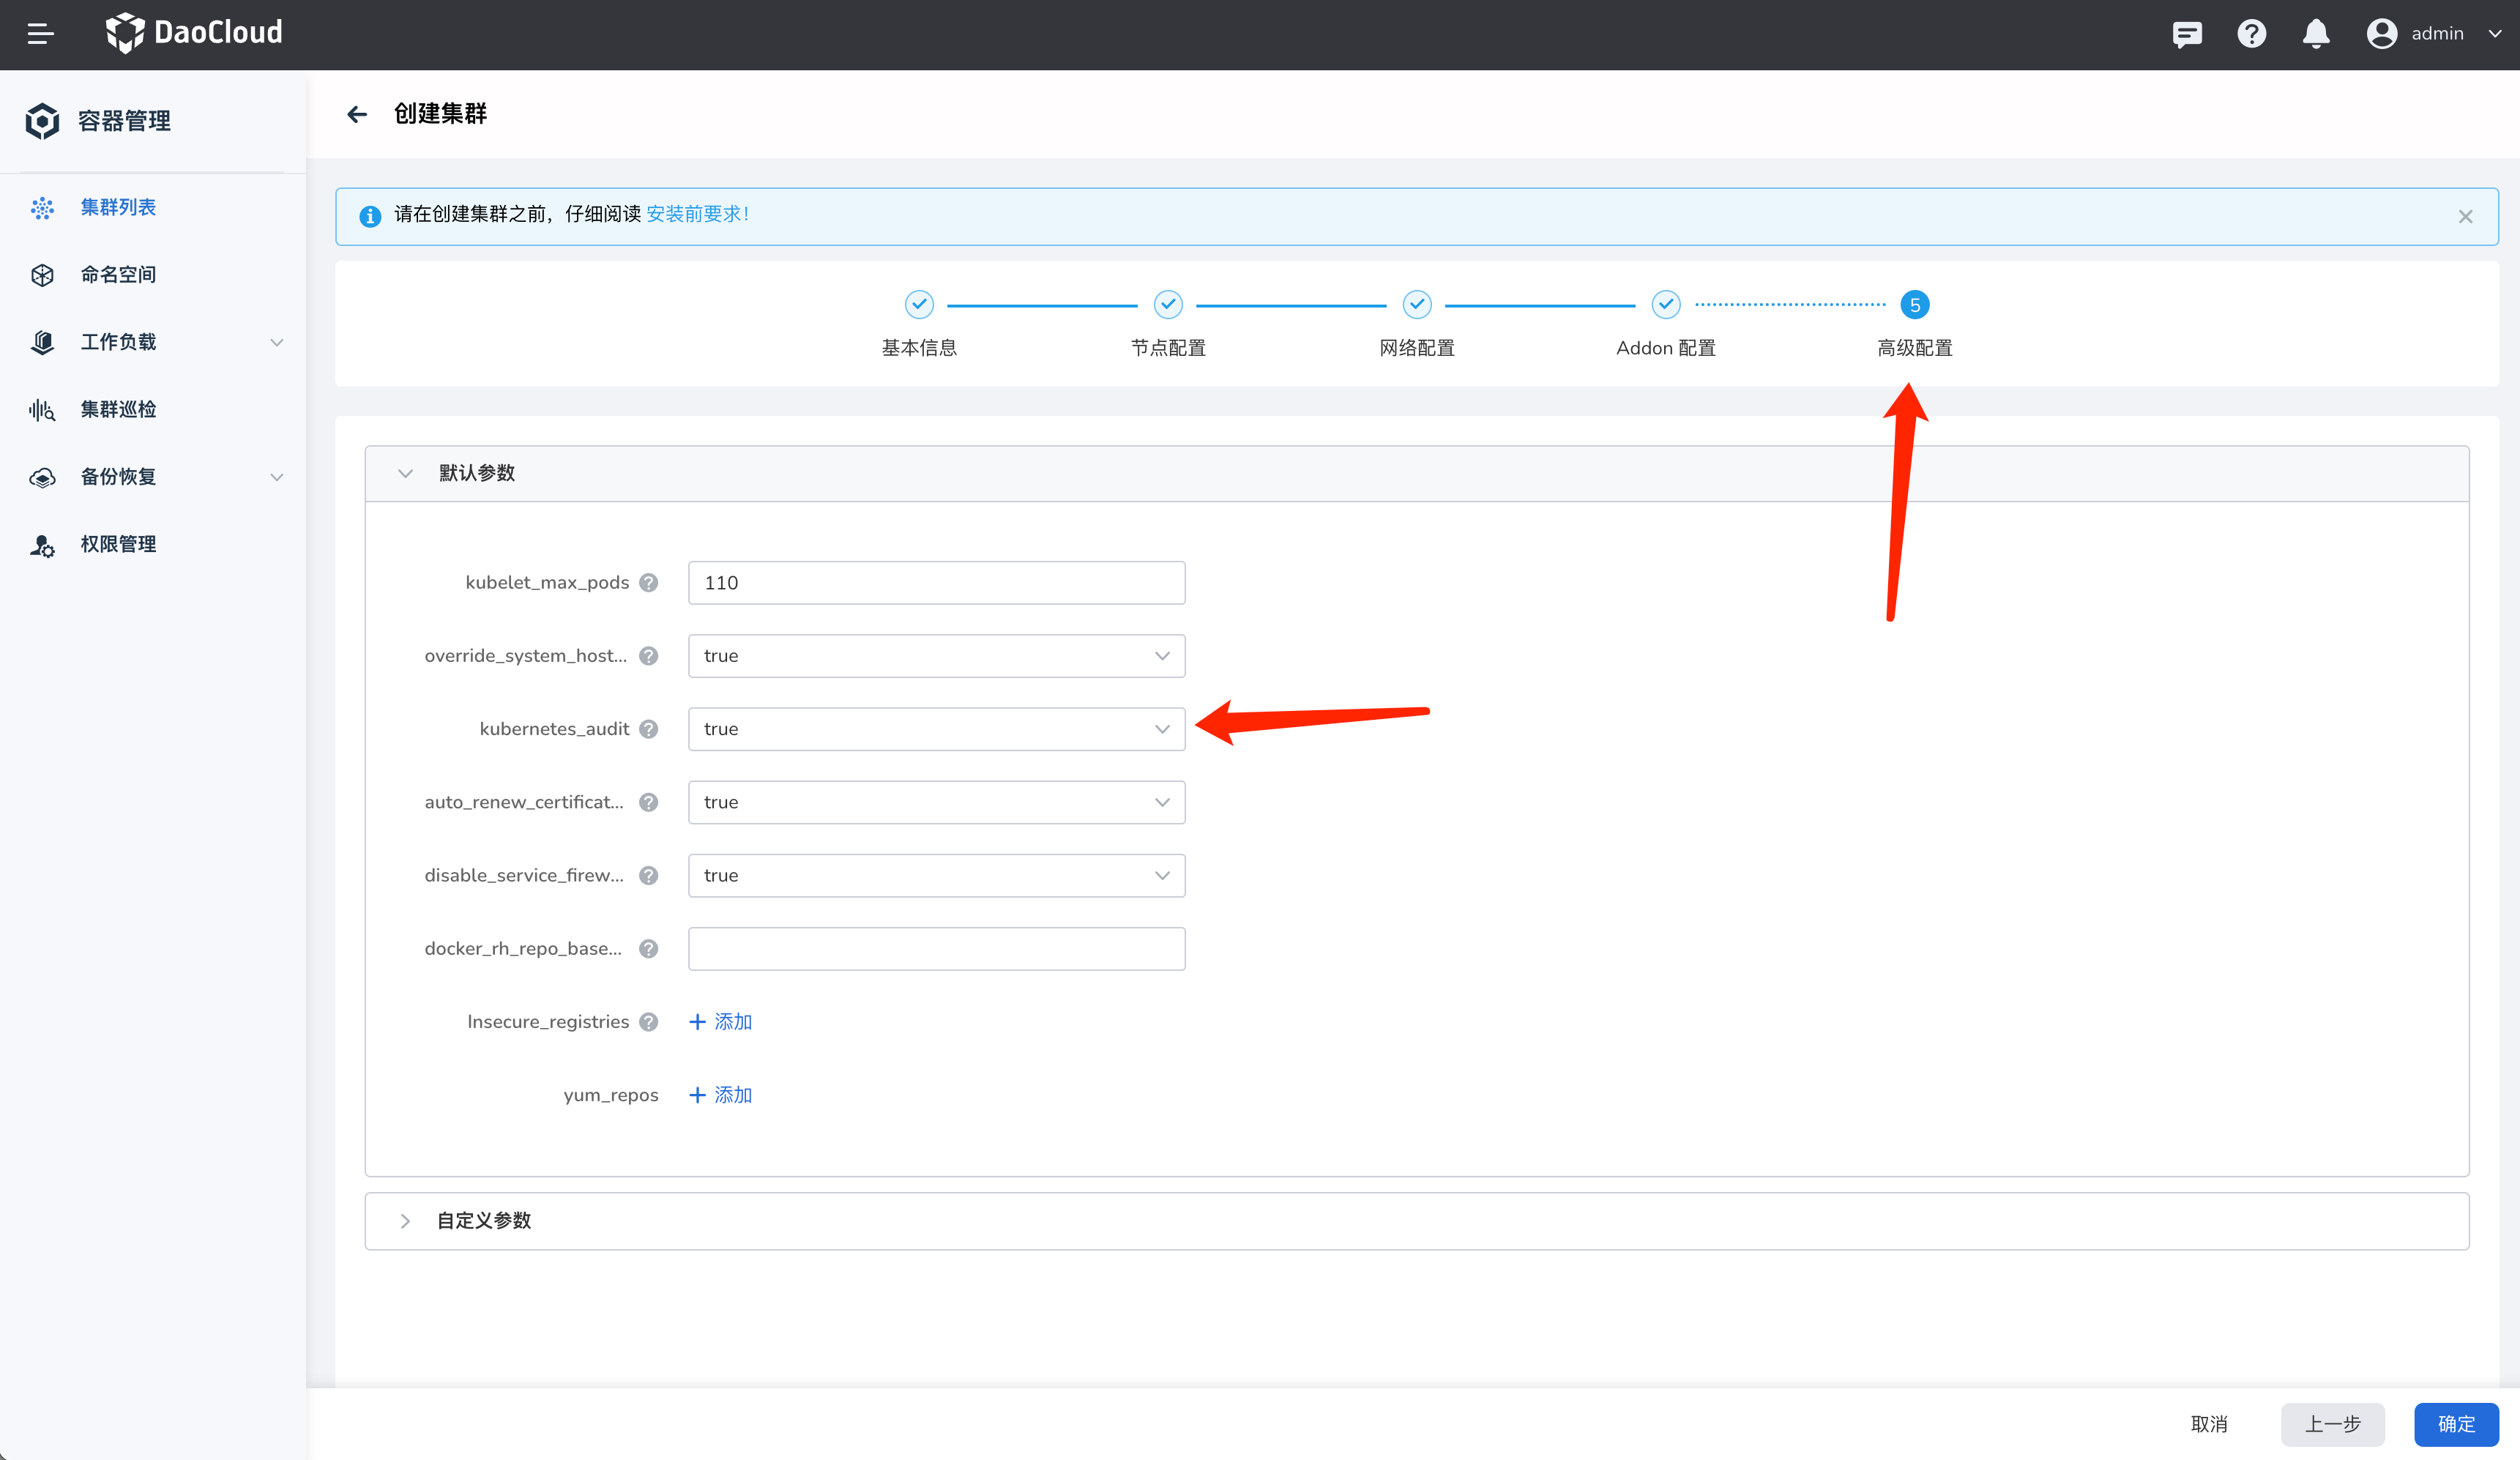 DaoCloud
admin
容器管理
集群列表
命名空间
工作负载
集群巡检
备份恢复
权限管理
创建集群
请在创建集群之前，仔细阅读 安装前要求！
基本信息
节点配置
网络配置
Addon 配置
5
高级配置
默认参数
kubelet_max_pods
110
override_system_host...
true
kubernetes_audit
true
auto_renew_certificat...
true
disable_service_firew...
true
docker_rh_repo_base...
Insecure_registries
+ 添加
yum_repos
+ 添加
自定义参数
取消
上一步
确定